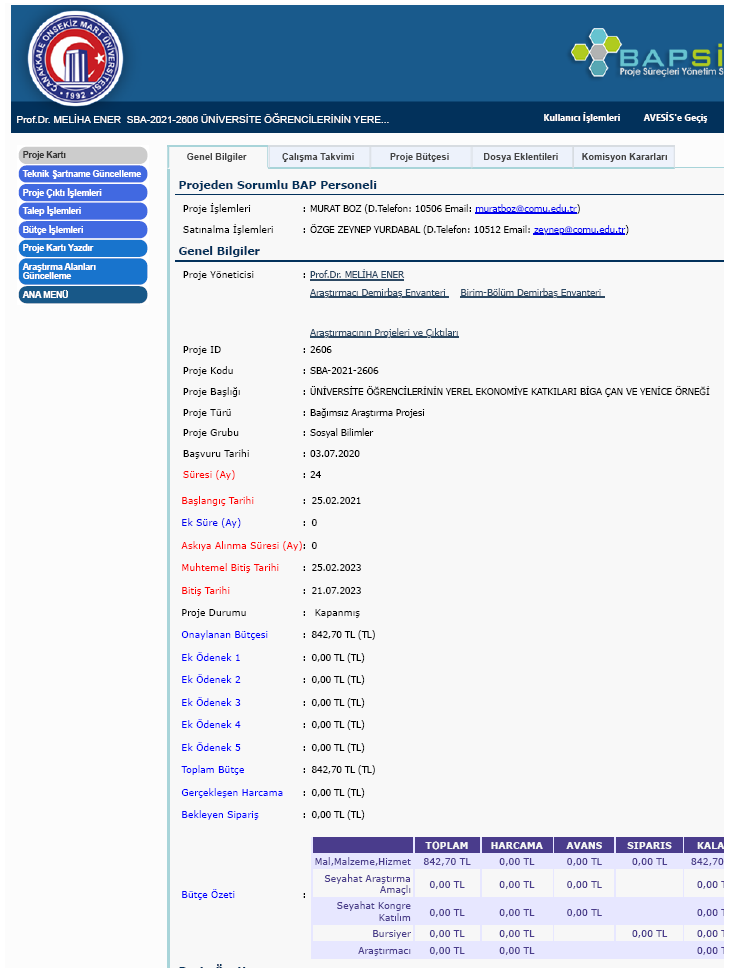 ÇANAKKALE ONSEKİZ MART ÜNİVERSİTESİ
1992
BAPSİ
Proje Süreçleri Yönetim S
Prof.Dr. MELİHA ENER SBA-2021-2606 ÜNİVERSİTE ÖĞRENCİLERİNİN YERE...
Kullanıcı İşlemleri AVESİS'e Geçiş
Proje Kartı
Teknik Şartname Güncelleme
Proje Çıktı İşlemleri
Talep İşlemleri
Bütçe İşlemleri
Proje Kartı Yazdır
Araştırma Alanları
Güncelleme
ANA MENÜ
Genel Bilgiler Çalışma Takvimi Proje Bütçesi Dosya Eklentileri Komisyon Kararları
Projeden Sorumlu BAP Personeli
Proje İşlemleri : MURAT BOZ (D.Telefon: 10506 Email: muratboz@comu.edu.tr)
Satınalma İşlemleri : ÖZGE ZEYNEP YURDABAL (D.Telefon: 10512 Email: zeynep@comu.edu.tr)
Genel Bilgiler
Proje Yöneticisi : Prof.Dr. MELİHA ENER
Araştırmacı Demirbaş Envanteri Birim-Bölüm Demirbaş Envanteri
Araştırmacının Projeleri ve Çıktıları
Proje ID : 2606
Proje Kodu : SBA-2021-2606
Proje Başlığı : ÜNİVERSİTE ÖĞRENCİLERİNİN YEREL EKONOMİYE KATKILARI BİGA ÇAN VE YENİCE ÖRNEĞİ
Proje Türü : Bağımsız Araştırma Projesi
Proje Grubu : Sosyal Bilimler
Başvuru Tarihi : 03.07.2020
Süresi (Ay) : 24
Başlangıç Tarihi : 25.02.2021
Ek Süre (Ay) : 0
Askıya Alınma Süresi (Ay): 0
Muhtemel Bitiş Tarihi : 25.02.2023
Bitiş Tarihi : 21.07.2023
Proje Durumu : Kapanmış
Onaylanan Bütçesi : 842,70 TL (TL)
Ek Ödenek 1 : 0,00 TL (TL)
Ek Ödenek 2 : 0,00 TL (TL)
Ek Ödenek 3 : 0,00 TL (TL)
Ek Ödenek 4 : 0,00 TL (TL)
Ek Ödenek 5 : 0,00 TL (TL)
Toplam Bütçe : 842,70 TL (TL)
Gerçekleşen Harcama : 0,00 TL (TL)
Bekleyen Sipariş : 0,00 TL (TL)
Bütçe Özeti :
TOPLAM HARCAMA AVANS SIPARIS KALA
Mal,Malzeme,Hizmet 842,70 TL 0,00 TL 0,00 TL 0,00 TL 842,70
Seyahat Araştırma
Amaçlı 0,00 TL 0,00 TL 0,00 TL 0,00 T
Seyahat Kongre
Katılım 0,00 TL 0,00 TL 0,00 TL 0,00 T
Bursiyer 0,00 TL 0,00 TL 0,00 TL 0,00 T
Araştırmacı 0,00 TL 0,00 TL 0,00 T